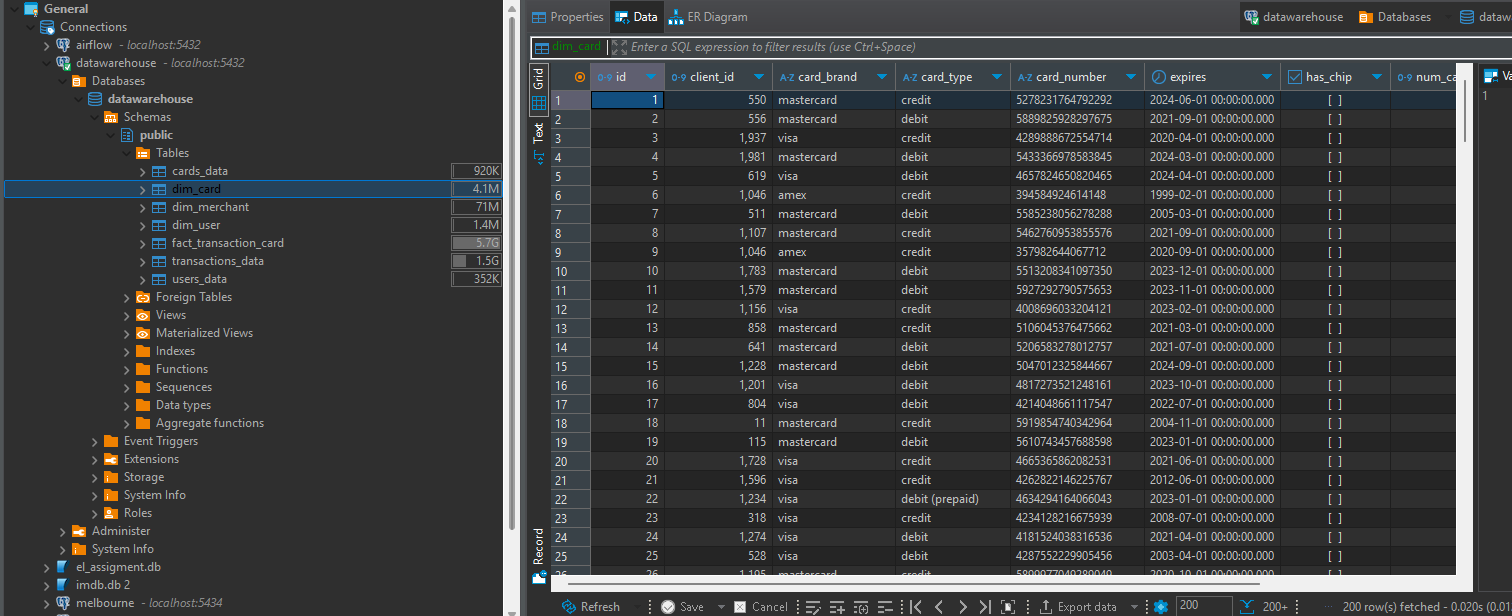 General
Connections
airflow - localhost:5432
datawarehouse - localhost:5432
Databases
datawarehouse
Schemas
public
Tables
cards_data 920K
dim_card 4.1M
dim_merchant 71M
dim_user 1.4M
fact_transaction_card 5.7G
transactions_data 1.5G
users_data 352K
Foreign Tables
Views
Materialized Views
Indexes
Functions
Sequences
Data types
Aggregate functions
Event Triggers
Extensions
Storage
System Info
Roles
Administer
System Info
el_assigment.db
imdb.db 2
melbourne - localhost:5434
Properties Data ER Diagram datawarehouse Databases dataw
dim_card Enter a SQL expression to filter results (use Ctrl+Space)
Grid
Text
Record
0-9 id 0-9 client_id A-Z card_brand A-Z card_type A-Z card_number expires has_chip 0-9 num_ca
1 1 550 mastercard credit 5278231764792292 2024-06-01 00:00:00.000 [ ]
2 2 556 mastercard debit 5889825928297675 2021-09-01 00:00:00.000 [ ]
3 3 1,937 visa credit 4289888672554714 2020-04-01 00:00:00.000 [ ]
4 4 1,981 mastercard debit 5433366978583845 2024-03-01 00:00:00.000 [ ]
5 5 619 visa debit 4657824650820465 2024-04-01 00:00:00.000 [ ]
6 6 1,046 amex credit 394584924614148 1999-02-01 00:00:00.000 [ ]
7 7 511 mastercard debit 5585238056278288 2005-03-01 00:00:00.000 [ ]
8 8 1,107 mastercard credit 5462760953855576 2021-09-01 00:00:00.000 [ ]
9 9 1,046 amex credit 357982644067712 2020-09-01 00:00:00.000 [ ]
10 10 1,783 mastercard debit 5513208341097350 2023-12-01 00:00:00.000 [ ]
11 11 1,579 mastercard debit 5927292790575653 2023-11-01 00:00:00.000 [ ]
12 12 1,156 visa credit 4008696033204121 2023-02-01 00:00:00.000 [ ]
13 13 858 mastercard credit 5106045376475662 2021-03-01 00:00:00.000 [ ]
14 14 641 mastercard debit 5206583278012757 2021-07-01 00:00:00.000 [ ]
15 15 1,228 mastercard credit 5047012325844667 2024-09-01 00:00:00.000 [ ]
16 16 1,201 visa debit 4817273521248161 2023-10-01 00:00:00.000 [ ]
17 17 804 visa debit 4214048661117547 2022-07-01 00:00:00.000 [ ]
18 18 11 mastercard credit 5919854740342964 2004-11-01 00:00:00.000 [ ]
19 19 115 mastercard debit 5610743457688598 2023-01-01 00:00:00.000 [ ]
20 20 1,728 visa credit 4665365862082531 2021-06-01 00:00:00.000 [ ]
21 21 1,596 visa credit 4262822146225767 2012-06-01 00:00:00.000 [ ]
22 22 1,234 visa debit (prepaid) 4634294164066043 2023-01-01 00:00:00.000 [ ]
23 23 318 visa credit 4234128216675939 2008-07-01 00:00:00.000 [ ]
24 24 1,274 visa debit 4181524038316536 2021-04-01 00:00:00.000 [ ]
25 25 528 visa debit 4287552229905456 2003-04-01 00:00:00.000 [ ]
Va
1
Refresh Save Cancel Export data 200 200+ 200 row(s) fetched - 0.020s (0.01